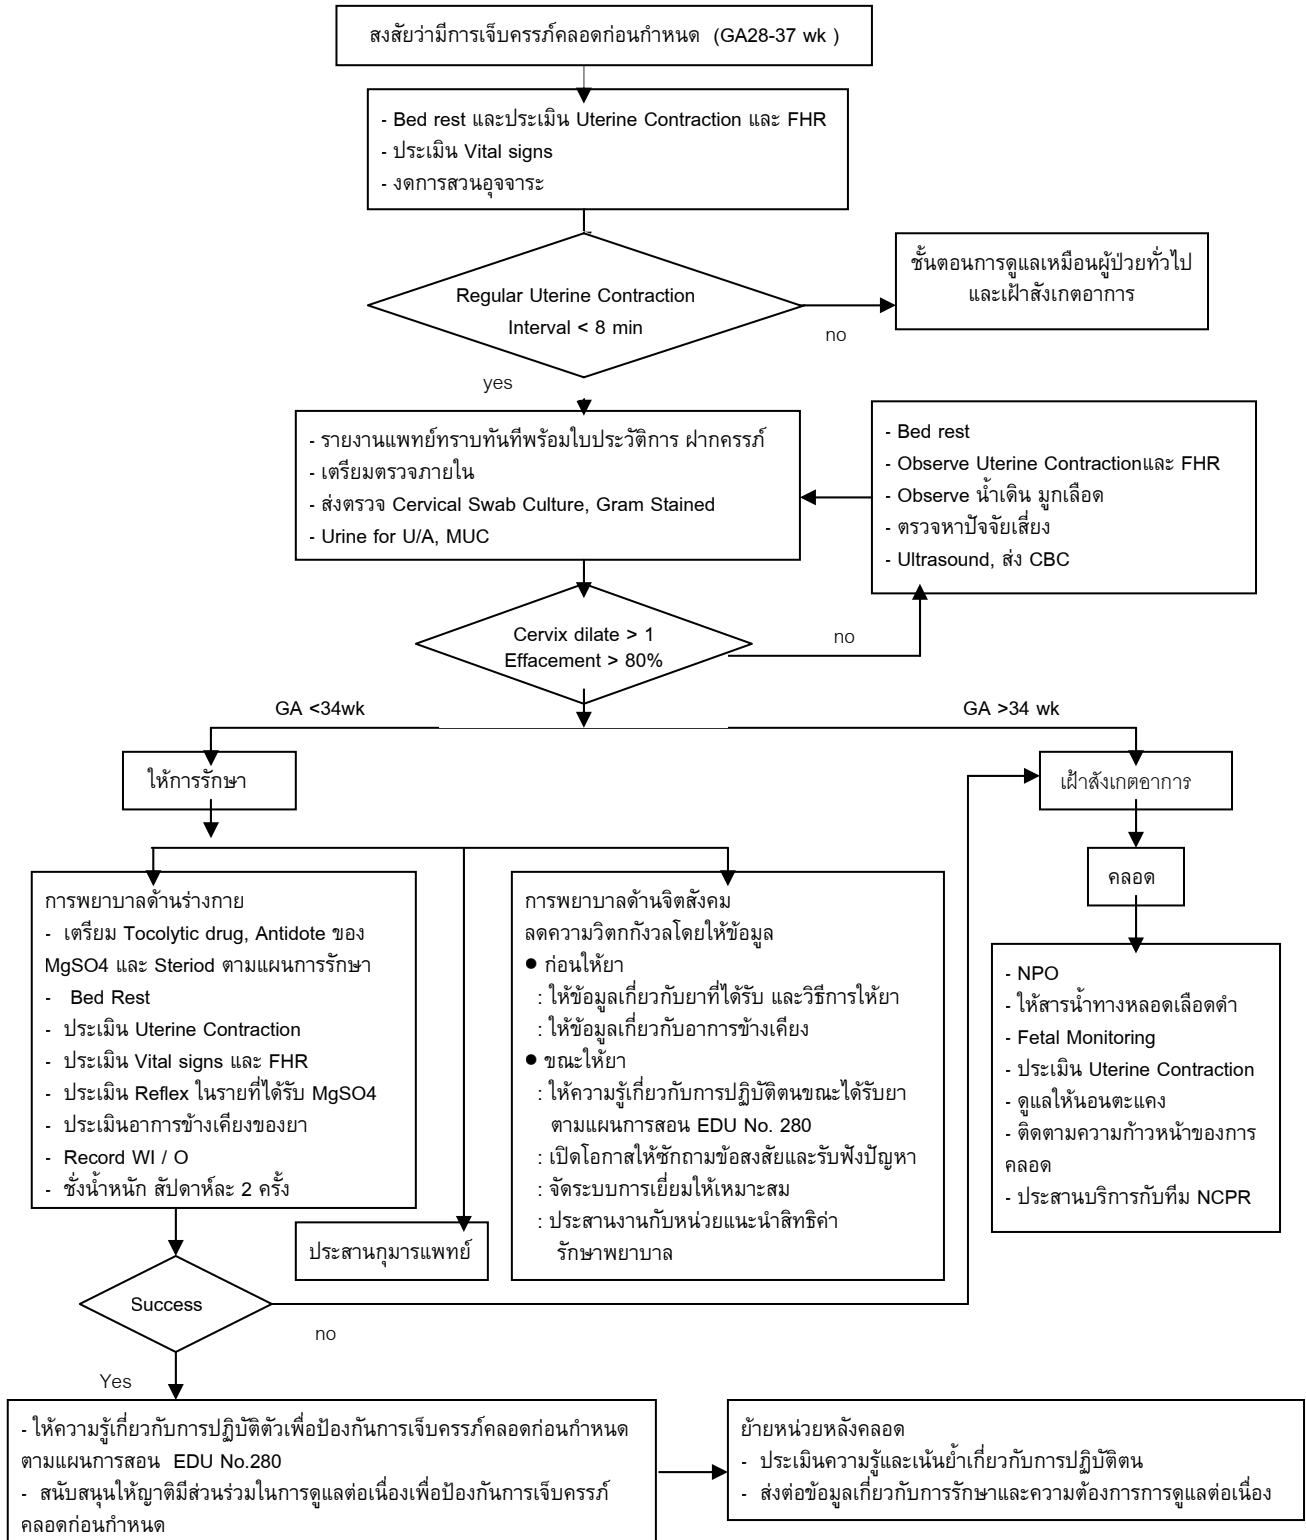 สงสัยว่ามีการเจ็บครรภ์คลอดก่อนกำหนด (GA28-37 wk )
- Bed rest และประเมิน Uterine Contraction และ FHR
- ประเมิน Vital signs
- งดการสวนอุจจาระ
Regular Uterine Contraction
Interval < 8 min
no
ชั้นตอนการดูแลเหมือนผู้ป่วยทั่วไป
และเฝ้าสังเกตอาการ
yes
- รายงานแพทย์ทราบทันทีพร้อมใบประวัติการ ฝากครรภ์
- เตรียมตรวจภายใน
- ส่งตรวจ Cervical Swab Culture, Gram Stained
- Urine for U/A, MUC
- Bed rest
- Observe Uterine Contractionและ FHR
- Observe น้ำเดิน มูกเลือด
- ตรวจหาปัจจัยเสี่ยง
- Ultrasound, ส่ง CBC
Cervix dilate > 1
Effacement > 80%
no
GA <34wk
GA >34 wk
ให้การรักษา
เฝ้าสังเกตอาการ
คลอด
การพยาบาลด้านร่างกาย
- เตรียม Tocolytic drug, Antidote ของ
MgSO4 และ Steriod ตามแผนการรักษา
- Bed Rest
- ประเมิน Uterine Contraction
- ประเมิน Vital signs และ FHR
- ประเมิน Reflex ในรายที่ได้รับ MgSO4
- ประเมินอาการข้างเคียงของยา
- Record WI / O
- ชั่งน้ำหนัก สัปดาห์ละ 2 ครั้ง
ประสานกุมารแพทย์
การพยาบาลด้านจิตสังคม
ลดความวิตกกังวลโดยให้ข้อมูล
● ก่อนให้ยา
: ให้ข้อมูลเกี่ยวกับยาที่ได้รับ และวิธีการให้ยา
: ให้ข้อมูลเกี่ยวกับอาการข้างเคียง
● ขณะให้ยา
: ให้ความรู้เกี่ยวกับการปฏิบัติตนขณะได้รับยา
ตามแผนการสอน EDU No. 280
: เปิดโอกาสให้ซักถามข้อสงสัยและรับฟังปัญหา
: จัดระบบการเยี่ยมให้เหมาะสม
: ประสานงานกับหน่วยแนะนำสิทธิค่า
รักษาพยาบาล
- NPO
- ให้สารน้ำทางหลอดเลือดดำ
- Fetal Monitoring
- ประเมิน Uterine Contraction
- ดูแลให้นอนตะแคง
- ติดตามความก้าวหน้าของการ
คลอด
- ประสานบริการกับทีม NCPR
Success
no
Yes
- ให้ความรู้เกี่ยวกับการปฏิบัติตัวเพื่อป้องกันการเจ็บครรภ์คลอดก่อนกำหนด
ตามแผนการสอน EDU No.280
- สนับสนุนให้ญาติมีส่วนร่วมในการดูแลต่อเนื่องเพื่อป้องกันการเจ็บครรภ์
คลอดก่อนกำหนด
ย้ายหน่วยหลังคลอด
- ประเมินความรู้และเน้นย้ำเกี่ยวกับการปฏิบัติตน
- ส่งต่อข้อมูลเกี่ยวกับการรักษาและความต้องการการดูแลต่อเนื่อง